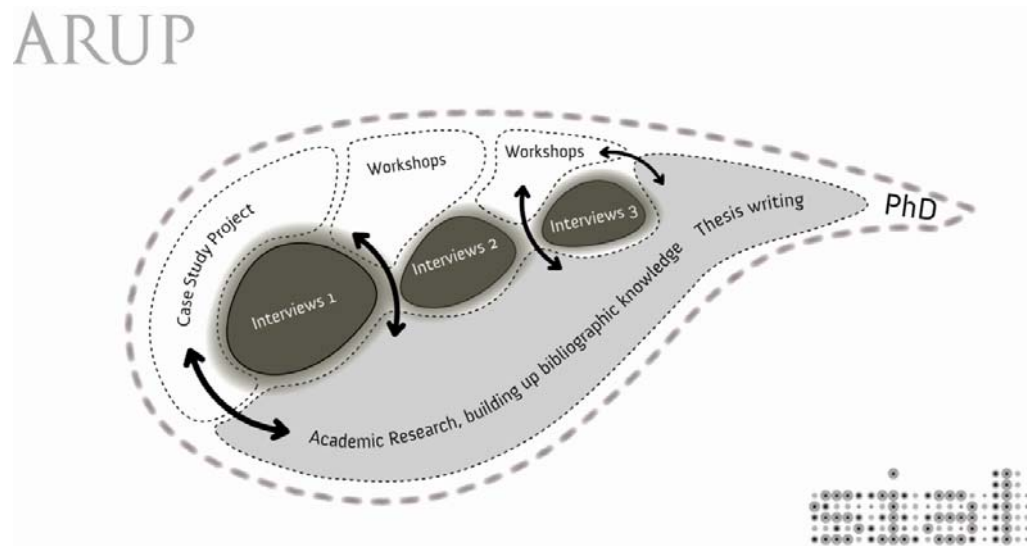 ARUP
Case Study Project
Workshops
Workshops
Interviews 1
Interviews 2
Interviews 3
Academic Research, building up bibliographic knowledge
Thesis writing
PhD
sial